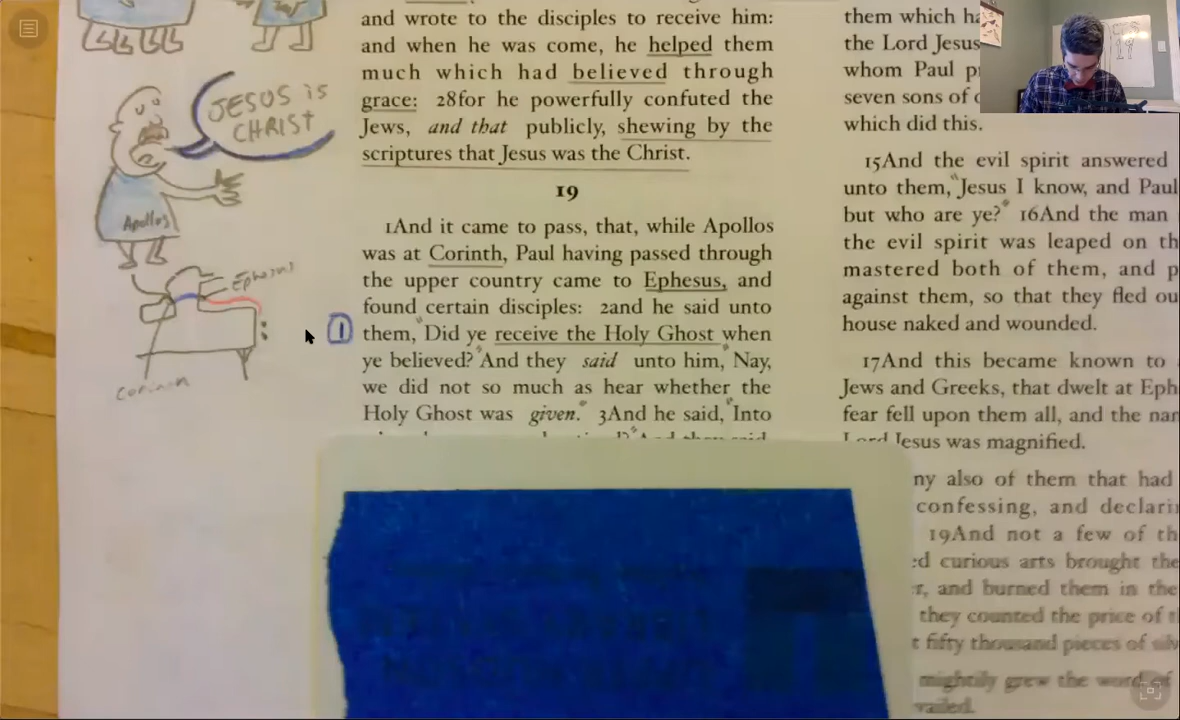 JESUS iS
CHRIST
Apollos
Ephesus
Corinth
1
and wrote to the disciples to receive him:
and when he was come, he helped them
much which had believed through
grace: 28for he powerfully confuted the
Jews, and that publicly, shewing by the
scriptures that Jesus was the Christ.
19
1And it came to pass, that, while Apollos
was at Corinth, Paul having passed through
the upper country came to Ephesus, and
found certain disciples: 2and he said unto
them, "Did ye receive the Holy Ghost when
ye believed?" And they said unto him, "Nay,
we did not so much as hear whether the
Holy Ghost was given." 3And he said, "Into
them which ha
the Lord Jesus
whom Paul p
seven sons of
which did this.
15And the evil spirit answered
unto them, "Jesus I know, and Paul
but who are ye?" 16And the man
the evil spirit was leaped on th
mastered both of them, and p
against them, so that they fled ou
house naked and wounded.
17And this became known to
Jews and Greeks, that dwelt at Eph
fear fell upon them all, and the nar
Lord Jesus was magnified.
ny also of them that had
confessing, and declari
19And not a few of th
ed curious arts brought the
r, and burned them in the
they counted the price of t
t fifty thousand pieces of silv
mightily grew the word of
vailed.